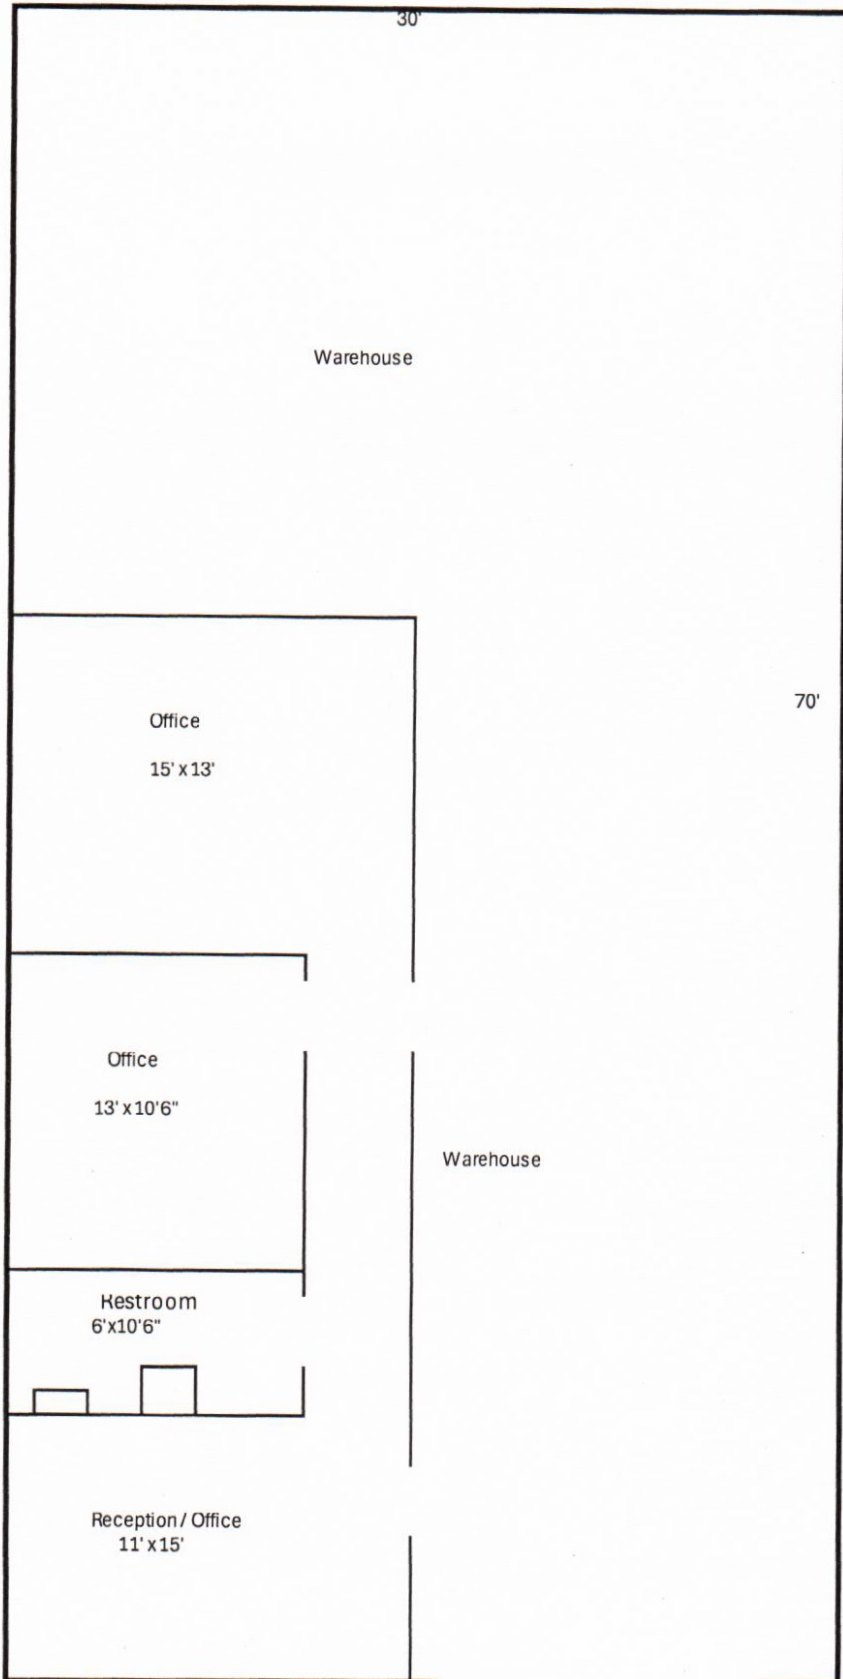 30'
Warehouse
70'
Office
15' x 13'
Office
13' x 10'6"
Warehouse
Restroom
6'x10'6"
Reception / Office
11' x 15'